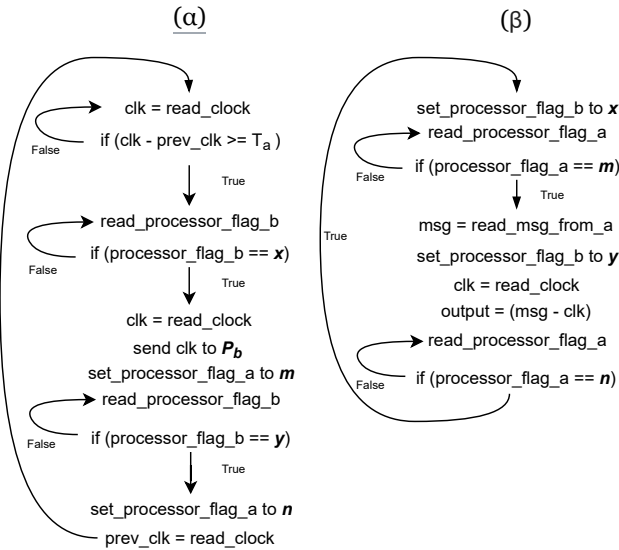 (α)
clk = read_clock
if (clk - prev_clk >= Ta )
False
True
read_processor_flag_b
if (processor_flag_b == x)
False
True
clk = read_clock
send clk to Pb
set_processor_flag_a to m
read_processor_flag_b
if (processor_flag_b == y)
False
True
set_processor_flag_a to n
prev_clk = read_clock
(β)
set_processor_flag_b to x
read_processor_flag_a
if (processor_flag_a == m)
False
True
msg = read_msg_from_a
set_processor_flag_b to y
clk = read_clock
output = (msg - clk)
read_processor_flag_a
if (processor_flag_a == n)
False
True